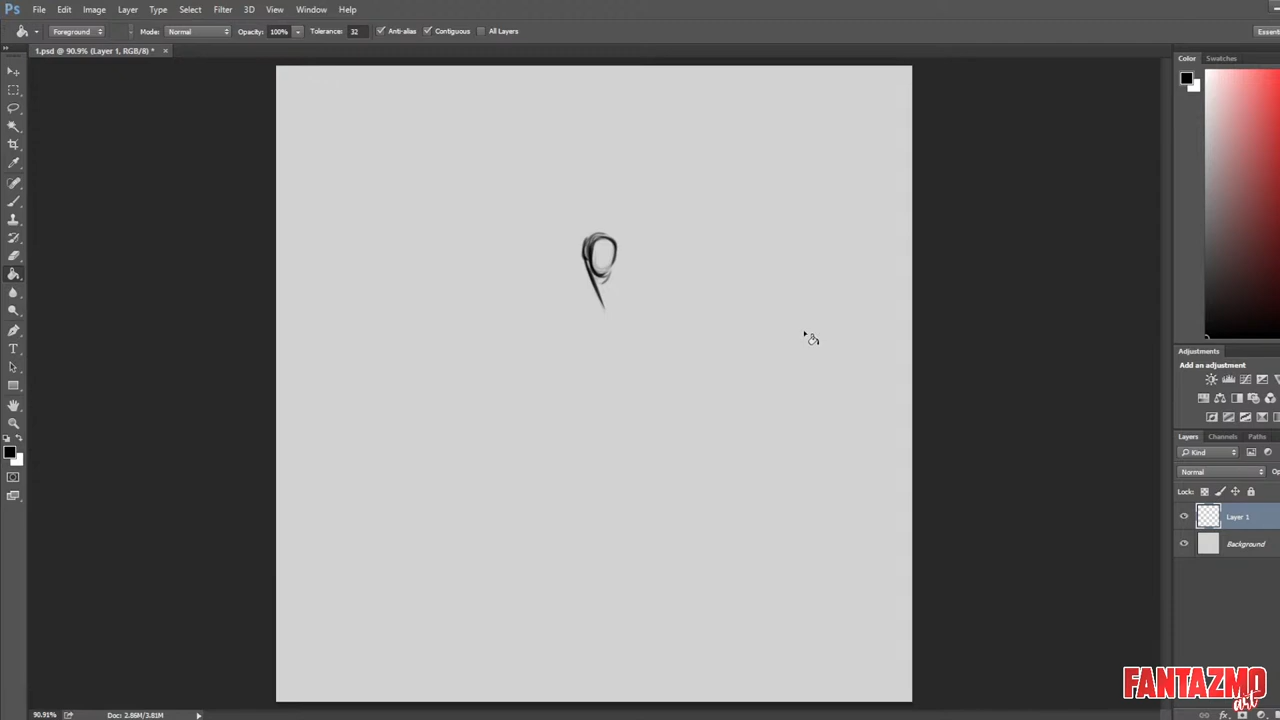 Ps File Edit Image Layer Type Select Filter 3D View Window Help
Foreground Mode: Normal Opacity: 100% Tolerance: 32 Anti-alias Contiguous All Layers
1.psd @ 90.9% (Layer 1, RGB/8) * ×
Color Swatches
Adjustments
Add an adjustment
Layers Channels Paths
Kind
Normal
Lock:
Layer 1
Background
FANTAZMO
art
90.91% Doc: 2.86M/3.81M